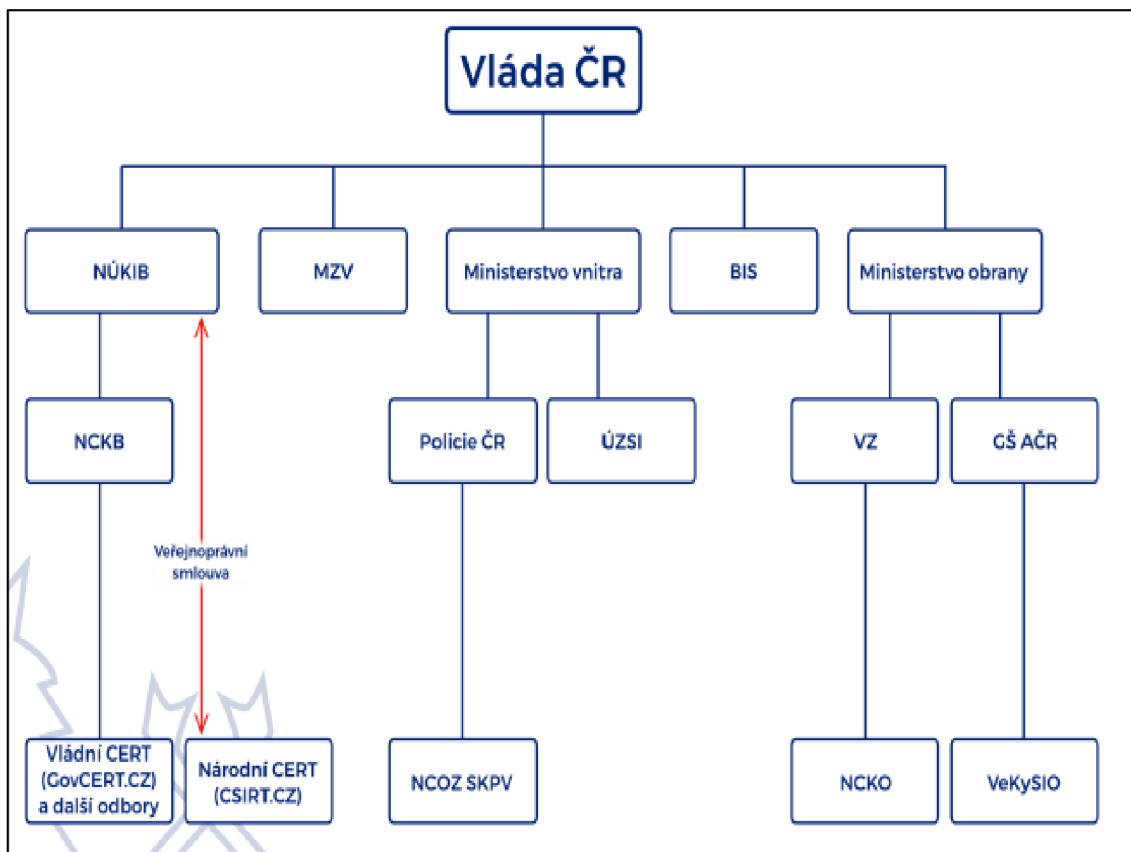 Vláda ČR
NÚKIB
MZV
Ministerstvo vnitra
BIS
Ministerstvo obrany
NCKB
Policie ČR
ÚZSI
VZ
GŠ AČR
Veřejnoprávní
smlouva
Vládní CERT
(GovCERT.CZ)
a další odbory
Národní CERT
(CSIRT.CZ)
NCOZ SKPV
NCKO
VeKySIO